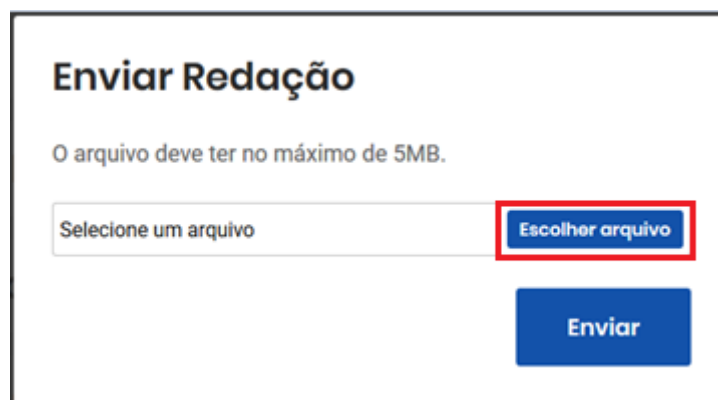 Enviar Redação
O arquivo deve ter no máximo de 5MB.
Selecione um arquivo Escolher arquivo
Enviar